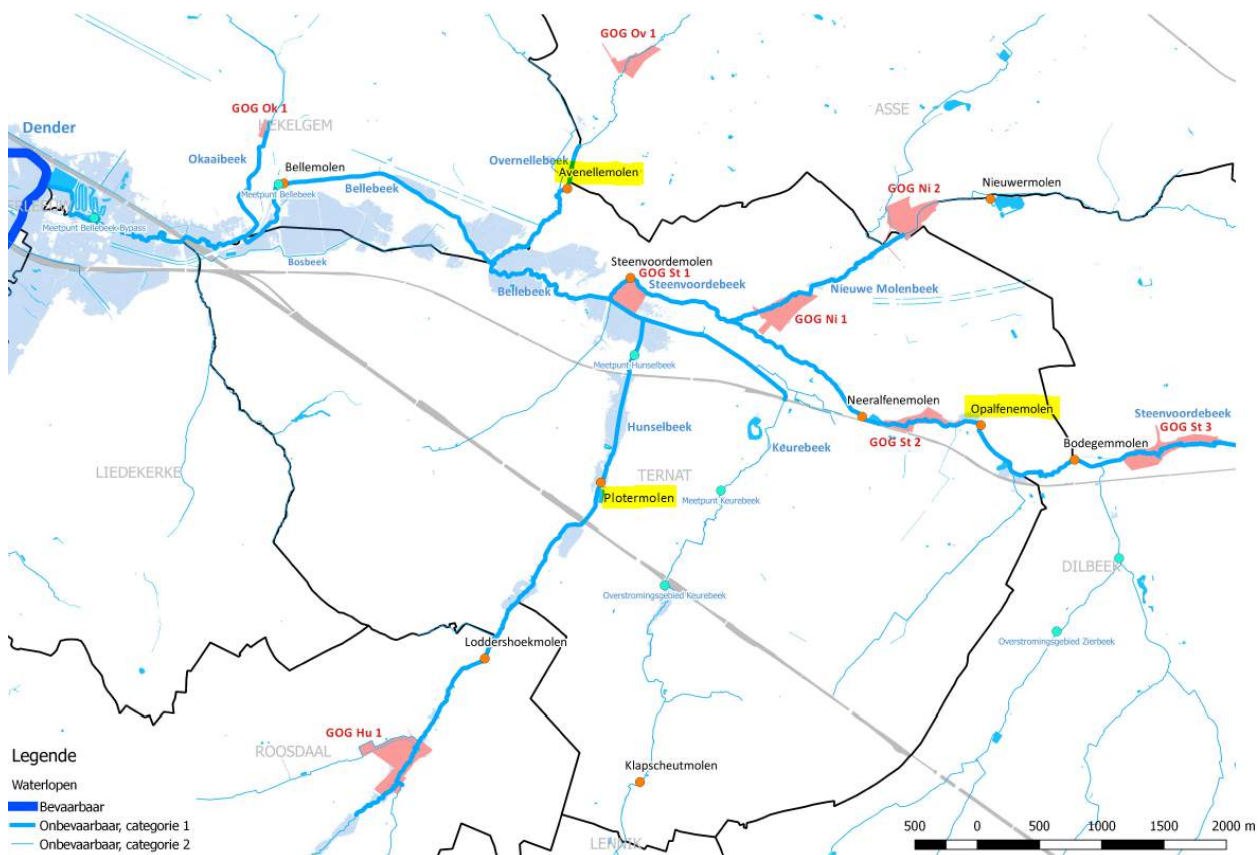 GOG Ov 1
ASSE
GOG Ok 1
HEKELGEM
Dender
Okaaibeek
Bellemolen
Overnellebeek
Avenellemolen
Meetpunt Bellebeek
Bellebeek
GOG Ni 2
Nieuwermolen
Meetpunt Bellebeek-Bypass
Bosbeek
Steenvoordemolen
GOG St 1
Steenvoordebeek
Nieuwe Molenbeek
Bellebeek
GOG Ni 1
Meetpunt Hunselbeek
Neeralfenemolen
Opalfenemolen
Steenvoordebeek
GOG St 3
Hunselbeek
GOG St 2
Bodegemmolen
Keurebeek
LIEDEKERKE
TERNAT
Plotermolen
Meetpunt Keurebeek
DILBEEK
Overstromingsgebied Keurebeek
Loddershoekmolen
Overstromingsgebied Zierbeek
GOG Hu 1
ROOSDAAL
Klapscheutmolen
LENNIK
Legende
Waterlopen
Bevaarbaar
Onbevaarbaar, categorie 1
Onbevaarbaar, categorie 2
500 0 500 1000 1500 2000 m